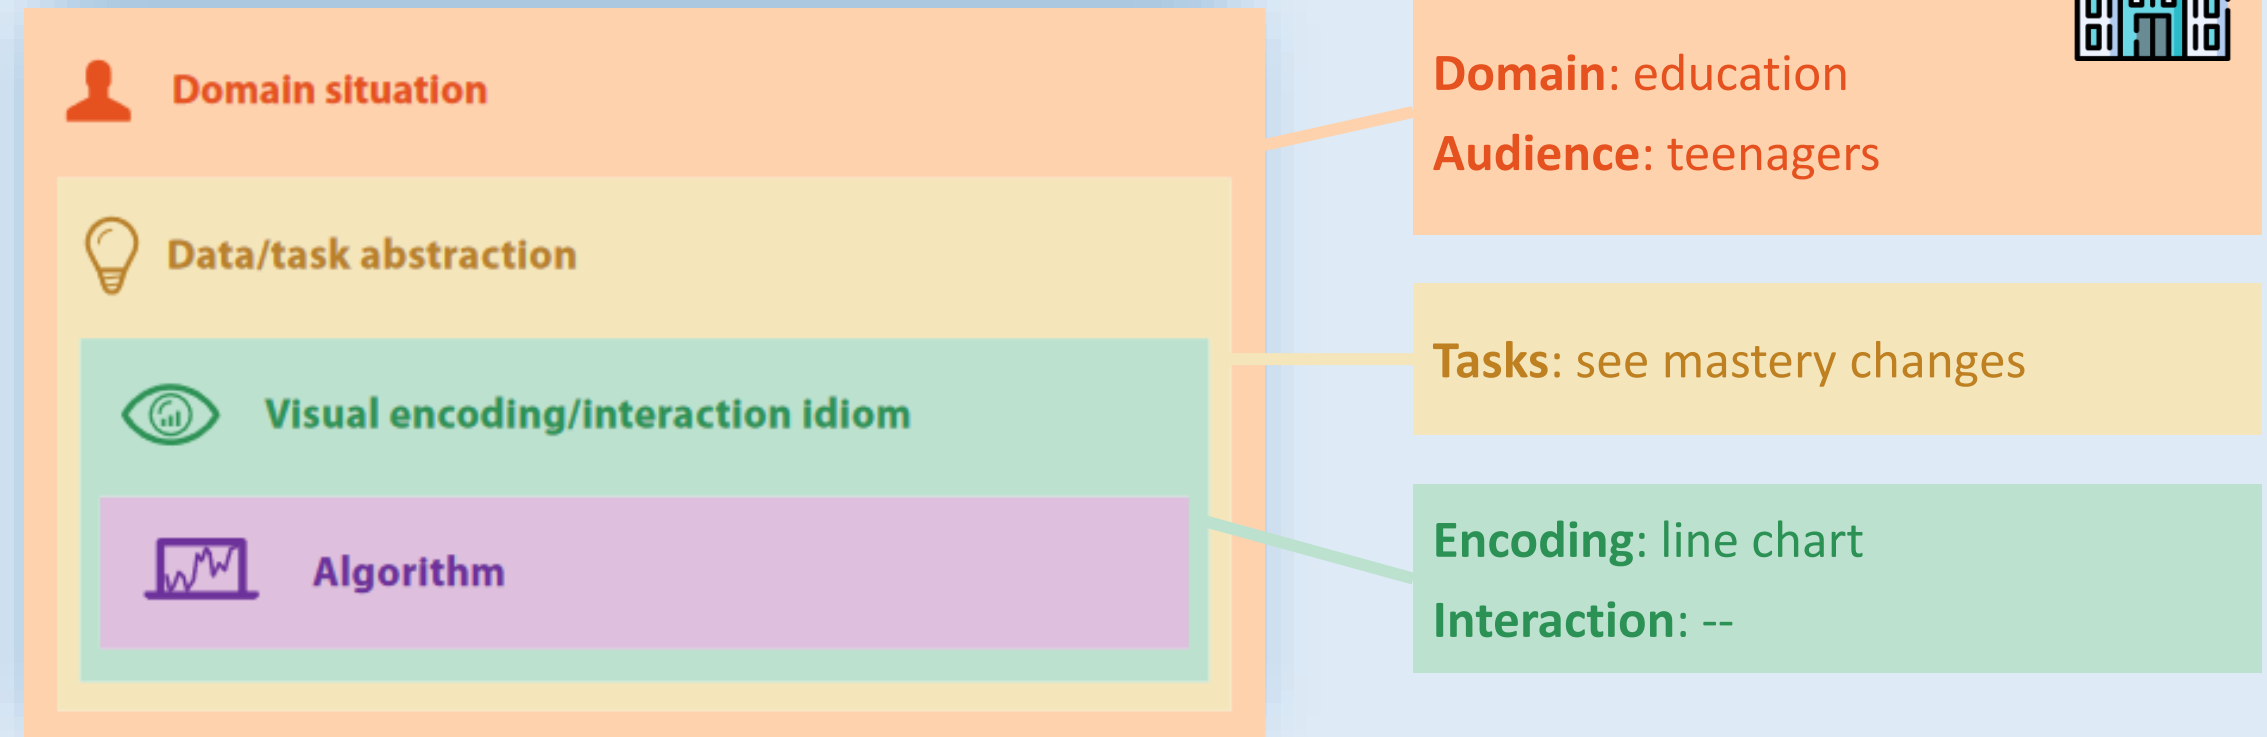 Domain situation
Data/task abstraction
Visual encoding/interaction idiom
Algorithm
Domain: education
Audience: teenagers
Tasks: see mastery changes
Encoding: line chart
Interaction: --